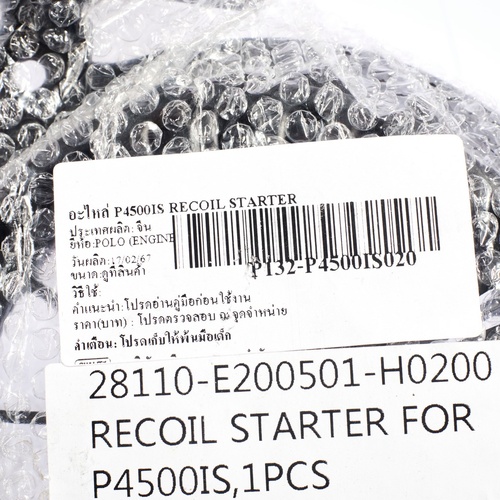 อะไหล่ P4500IS RECOIL STARTER
ประเทศผลิต: จีน
ยี่ห้อ:POLO (ENGINE
วันผลิต:17/02/67
ขนาด:ดูที่สินค้า
PT32-P4500IS020
วิธีใช้:
คำแนะนำ:โปรดอ่านคู่มือก่อนใช้งาน
ราคา(บาท) : โปรดตรวจสอบ ณ จุดจำหน่าย
คำเตือน: โปรดเก็บให้พ้นมือเด็ก
28110-E200501-H0200
RECOIL STARTER FOR
P4500IS,1PCS